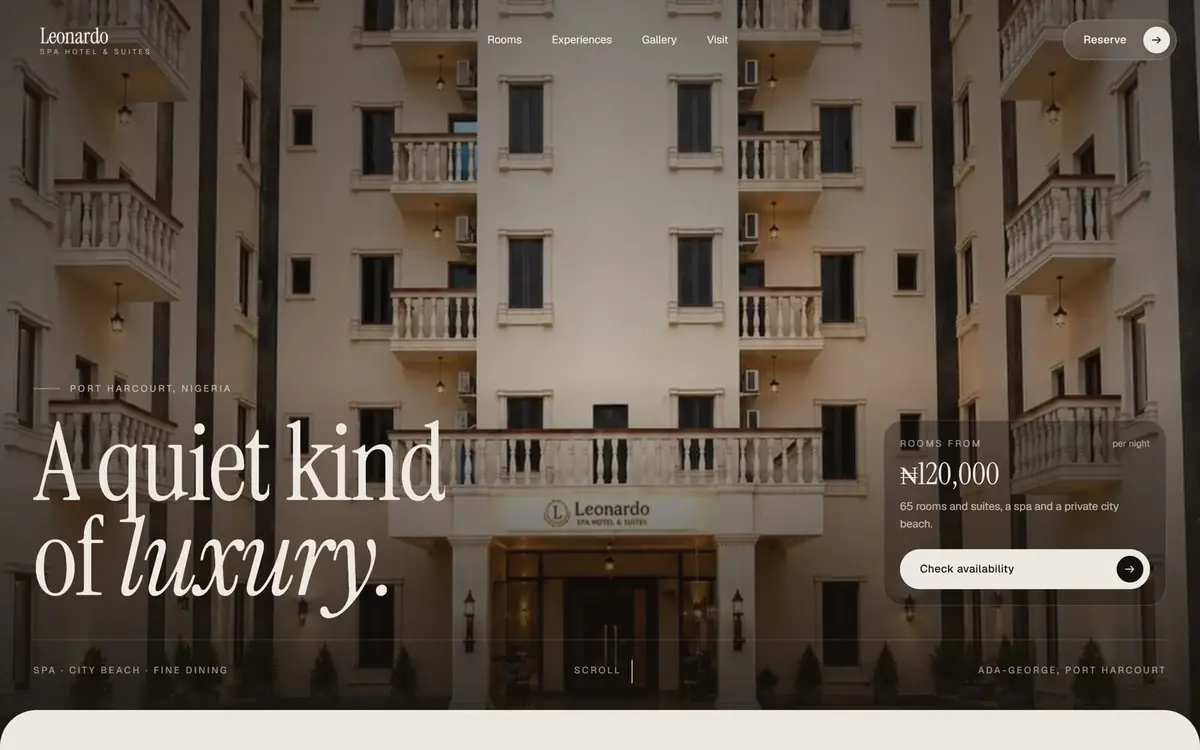 Leonardo
SPA HOTEL & SUITES
Rooms
Experiences
Gallery
Visit
Reserve
PORT HARCOURT, NIGERIA
A quiet kind
of luxury.
ROOMS FROM
per night
₦120,000
65 rooms and suites, a spa and a private city
beach.
Check availability
L
Leonardo
SPA HOTEL & SUITES
SPA · CITY BEACH · FINE DINING
SCROLL
ADA-GEORGE, PORT HARCOURT